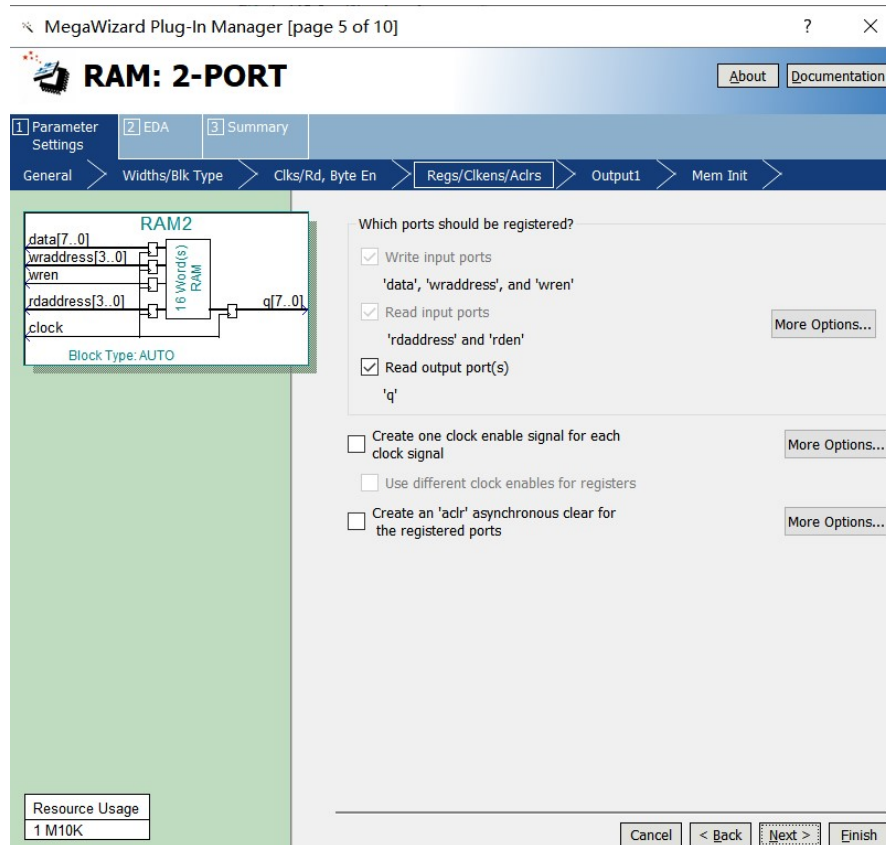 MegaWizard Plug-In Manager [page 5 of 10]
?
RAM: 2-PORT
About
Documentation
1 Parameter Settings
2 EDA
3 Summary
General
Widths/Blk Type
Clks/Rd, Byte En
Regs/Clkens/Aclrs
Output1
Mem Init
RAM2
data[7..0]
wraddress[3..0]
wren
rdaddress[3..0]
clock
16 Word(s)
RAM
q[7..0]
Block Type: AUTO
Which ports should be registered?
Write input ports
'data', 'wraddress', and 'wren'
Read input ports
'rdaddress' and 'rden'
More Options...
Read output port(s)
'q'
Create one clock enable signal for each
clock signal
More Options...
Use different clock enables for registers
Create an 'aclr' asynchronous clear for
the registered ports
More Options...
Resource Usage
1 M10K
Cancel
< Back
Next >
Finish